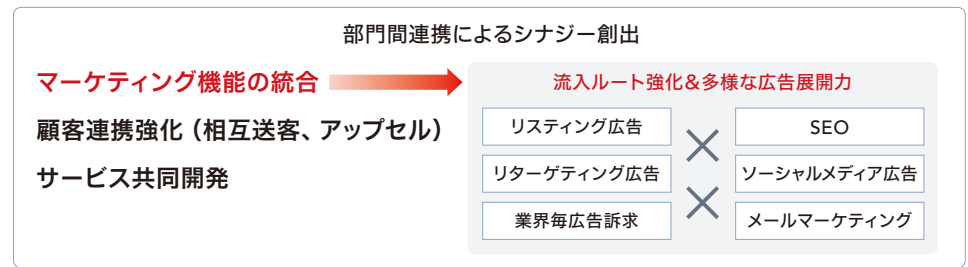 部門間連携によるシナジー創出
マーケティング機能の統合
顧客連携強化（相互送客、アップセル）
サービス共同開発
流入ルート強化&多様な広告展開力
リスティング広告
SEO
リターゲティング広告
ソーシャルメディア広告
業界毎広告訴求
メールマーケティング